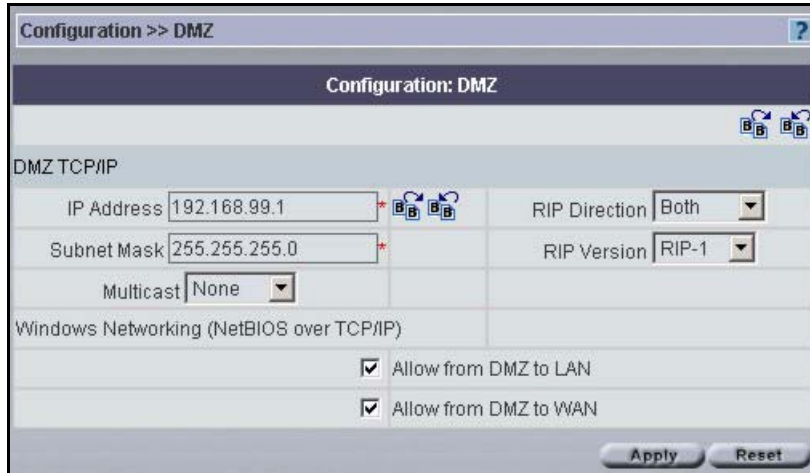 Configuration >> DMZ ?
Configuration: DMZ
DMZ TCP/IP
IP Address 192.168.99.1 * RIP Direction Both
Subnet Mask 255.255.255.0 * RIP Version RIP-1
Multicast None
Windows Networking (NetBIOS over TCP/IP)
Allow from DMZ to LAN
Allow from DMZ to WAN
Apply Reset